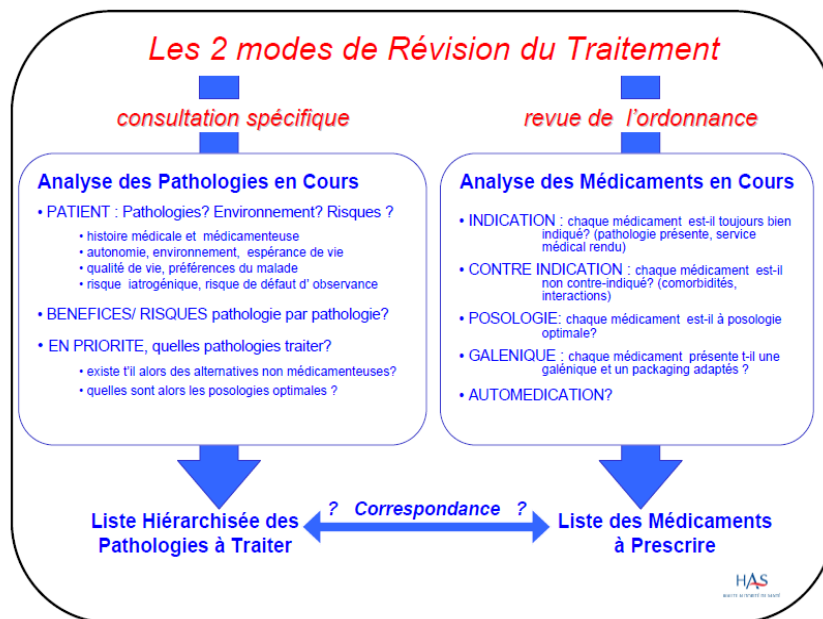 Les 2 modes de Révision du Traitement
consultation spécifique
revue de l’ordonnance
Analyse des Pathologies en Cours
• PATIENT : Pathologies? Environnement? Risques ?
• histoire médicale et médicamenteuse
• autonomie, environnement, espérance de vie
• qualité de vie, préférences du malade
• risque iatrogénique, risque de défaut d’ observance
• BENEFICES/ RISQUES pathologie par pathologie?
• EN PRIORITE, quelles pathologies traiter?
• existe t’il alors des alternatives non médicamenteuses?
• quelles sont alors les posologies optimales ?
Analyse des Médicaments en Cours
• INDICATION : chaque médicament est-il toujours bien
indiqué? (pathologie présente, service
médical rendu)
• CONTRE INDICATION : chaque médicament est-il
non contre-indiqué? (comorbidités,
interactions)
• POSOLOGIE: chaque médicament est-il à posologie
optimale?
• GALENIQUE : chaque médicament présente t-il une
galénique et un packaging adaptés ?
• AUTOMEDICATION?
? Correspondance ?
Liste Hiérarchisée des
Pathologies à Traiter
Liste des Médicaments
à Prescrire
HAS
HAUTE AUTORITÉ DE SANTÉ